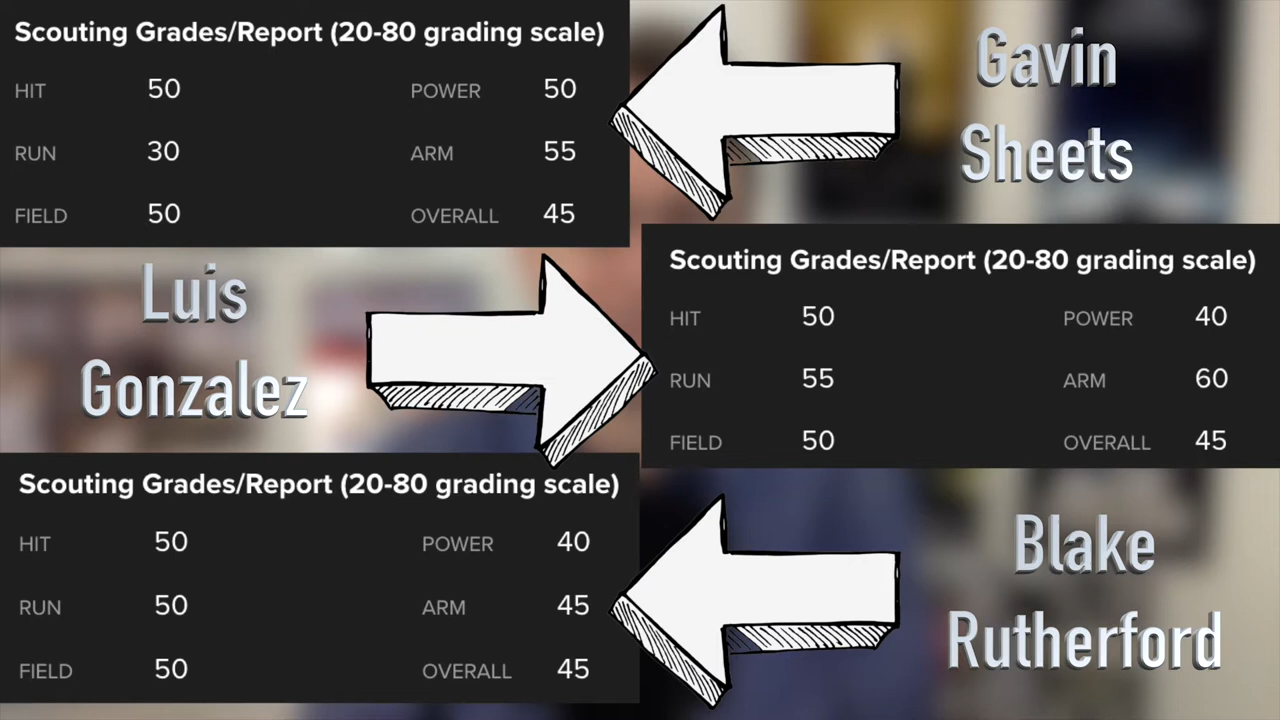 Scouting Grades/Report (20-80 grading scale)
HIT 50 POWER 50
RUN 30 ARM 55
FIELD 50 OVERALL 45
Gavin
Sheets
Luis
Gonzalez
Scouting Grades/Report (20-80 grading scale)
HIT 50 POWER 40
RUN 55 ARM 60
FIELD 50 OVERALL 45
Scouting Grades/Report (20-80 grading scale)
HIT 50 POWER 40
RUN 50 ARM 45
FIELD 50 OVERALL 45
Blake
Rutherford